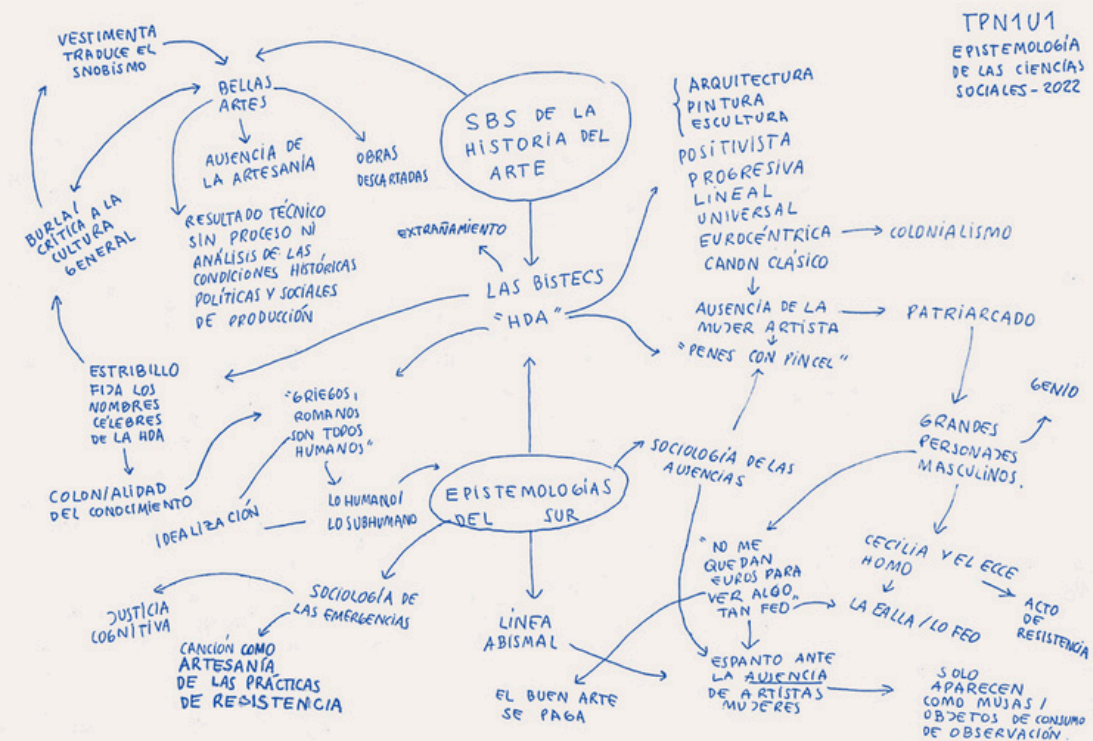 TPN1U1
EPISTEMOLOGÍA
DE LAS CIENCIAS
SOCIALES - 2022
VESTIMENTA
TRADUCE EL
SNOBISMO
BELLAS
ARTES
AUSENCIA DE
LA ARTESANÍA
OBRAS
DESCARTADAS
RESULTADO TÉCNICO
SIN PROCESO NI
ANÁLISIS DE LAS
CONDICIONES HISTÓRICAS
POLÍTICAS Y SOCIALES
DE PRODUCCIÓN
BURLA/
CRÍTICA A LA
CULTURA
GENERAL
SBS DE LA
HISTORIA DEL
ARTE
EXTRAÑAMIENTO
LAS BISTECS
"HDA"
ARQUITECTURA
PINTURA
ESCULTURA
POSITIVISTA
PROGRESIVA
LINEAL
UNIVERSAL
EUROCÉNTRICA
COLONIALISMO
CANON CLÁSICO
AUSENCIA DE LA
MUJER ARTISTA
PATRIARCADO
"PENES CON PINCEL"
GENIO
GRANDES
PERSONAJES
MASCULINOS.
ESTRIBILLO
FIJA LOS
NOMBRES
CÉLEBRES
DE LA HDA
"GRIEGOS,
ROMANOS
SON TODOS
HUMANOS"
COLONIALIDAD
DEL CONOCIMIENTO
IDEALIZACIÓN
LO HUMANO/
LO SUBHUMANO
EPISTEMOLOGÍAS
DEL SUR
SOCIOLOGÍA DE LAS
AUSENCIAS
SOCIOLOGÍA DE
LAS EMERGENCIAS
JUSTICIA
COGNITIVA
CANCIÓN COMO
ARTESANÍA
DE LAS PRÁCTICAS
DE RESISTENCIA
LÍNEA
ABISMAL
EL BUEN ARTE
SE PAGA
"NO ME
QUEDAN
EUROS PARA
VER ALGO
TAN FEO"
CECILIA Y EL ECCE
HOMO
LA FALLA / LO FEO
ACTO
DE
RESISTENCIA
ESPANTO ANTE
LA AUSENCIA
DE ARTISTAS
MUJERES
SOLO
APARECEN
COMO MUSAS /
OBJETOS DE CONSUMO
DE OBSERVACIÓN.